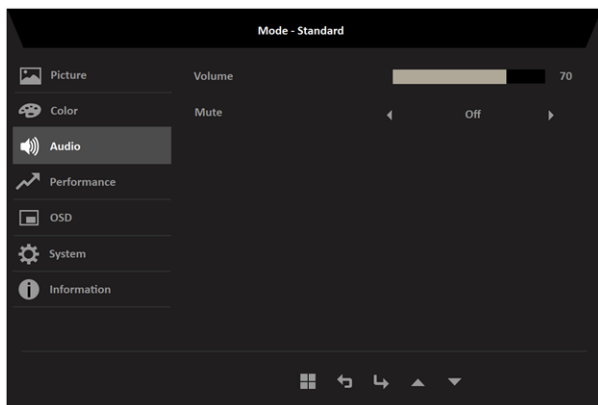 Mode - Standard
Picture
Volume 70
Color
Mute Off
Audio
Performance
OSD
System
Information